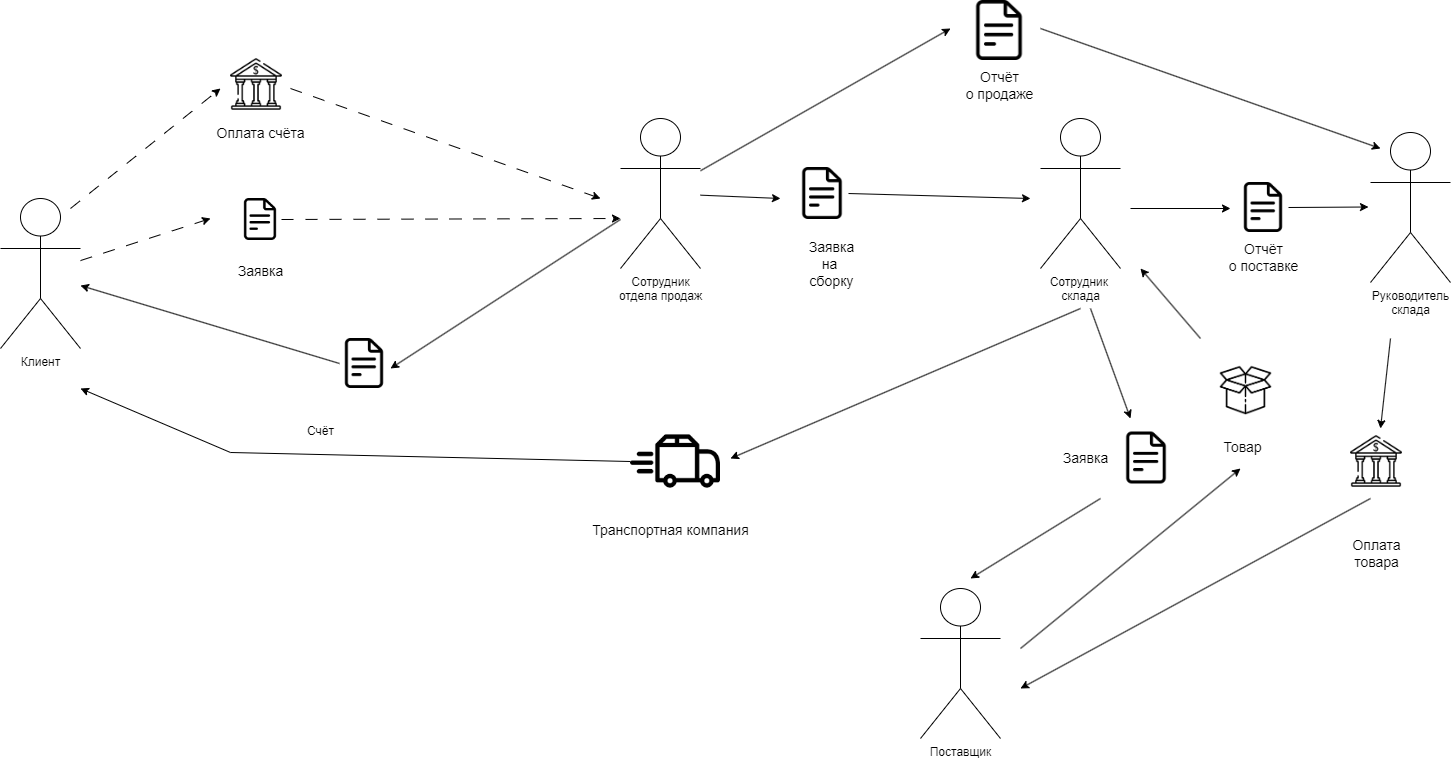 Отчёт
о продаже
Оплата счёта
Заявка
Заявка
на
сборку
Отчёт
о поставке
Сотрудник
отдела продаж
Сотрудник
склада
Руководитель
склада
Клиент
Счёт
Товар
Заявка
Транспортная компания
Оплата
товара
Поставщик
$
$